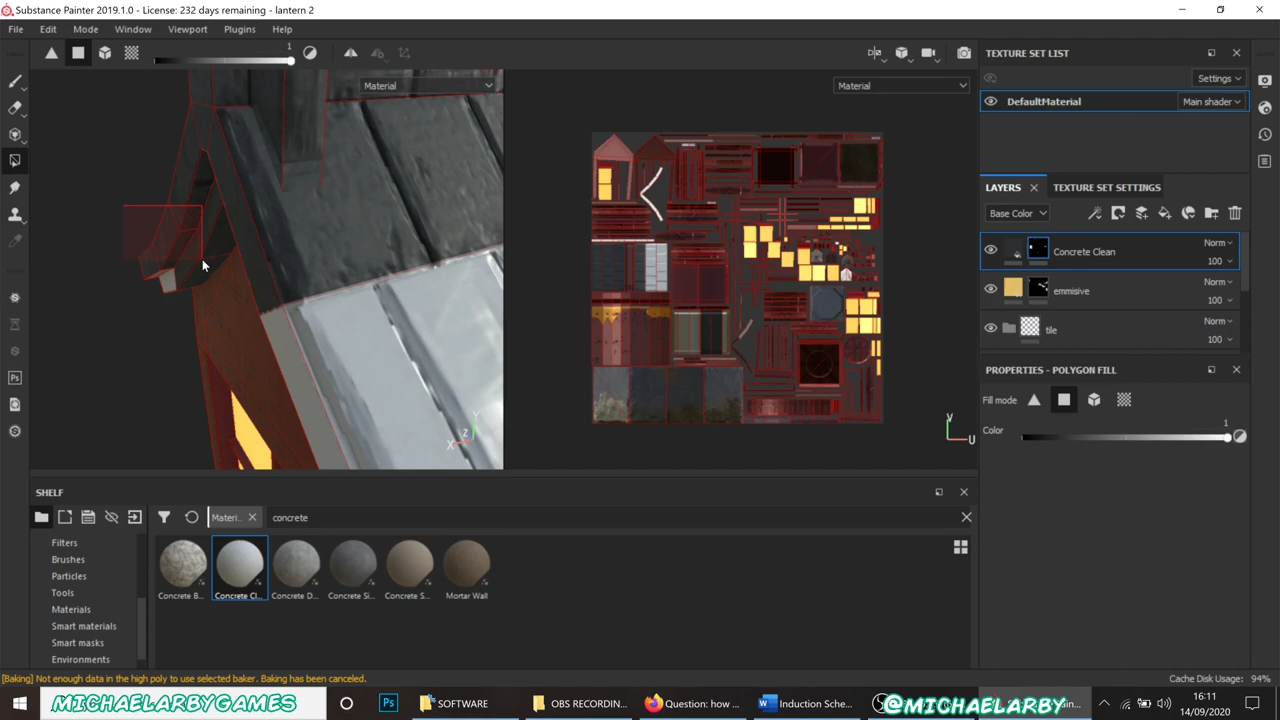 Substance Painter 2019.1.0 - License: 232 days remaining - lantern 2
File Edit Mode Window Viewport Plugins Help
1
Material
Material
Y
Z
X
V
U
TEXTURE SET LIST
Settings
DefaultMaterial
Main shader
LAYERS
TEXTURE SET SETTINGS
Base Color
Concrete Clean
Norm
100
emmisive
Norm
100
tile
Norm
100
PROPERTIES - POLYGON FILL
Fill mode
Color
1
SHELF
Materi...
concrete
Filters
Brushes
Particles
Tools
Materials
Smart materials
Smart masks
Environments
Concrete B...
Concrete Cl...
Concrete D...
Concrete Si...
Concrete S...
Mortar Wall
Ps
[Baking] Not enough data in the high poly to use selected baker. Baking has been canceled.
Cache Disk Usage: 94%
MICHAELARBYGAMES
Ps
SOFTWARE
OBS RECORDIN...
Question: how ...
Induction Sche...
@MICHAELARBY
16:11
14/09/2020